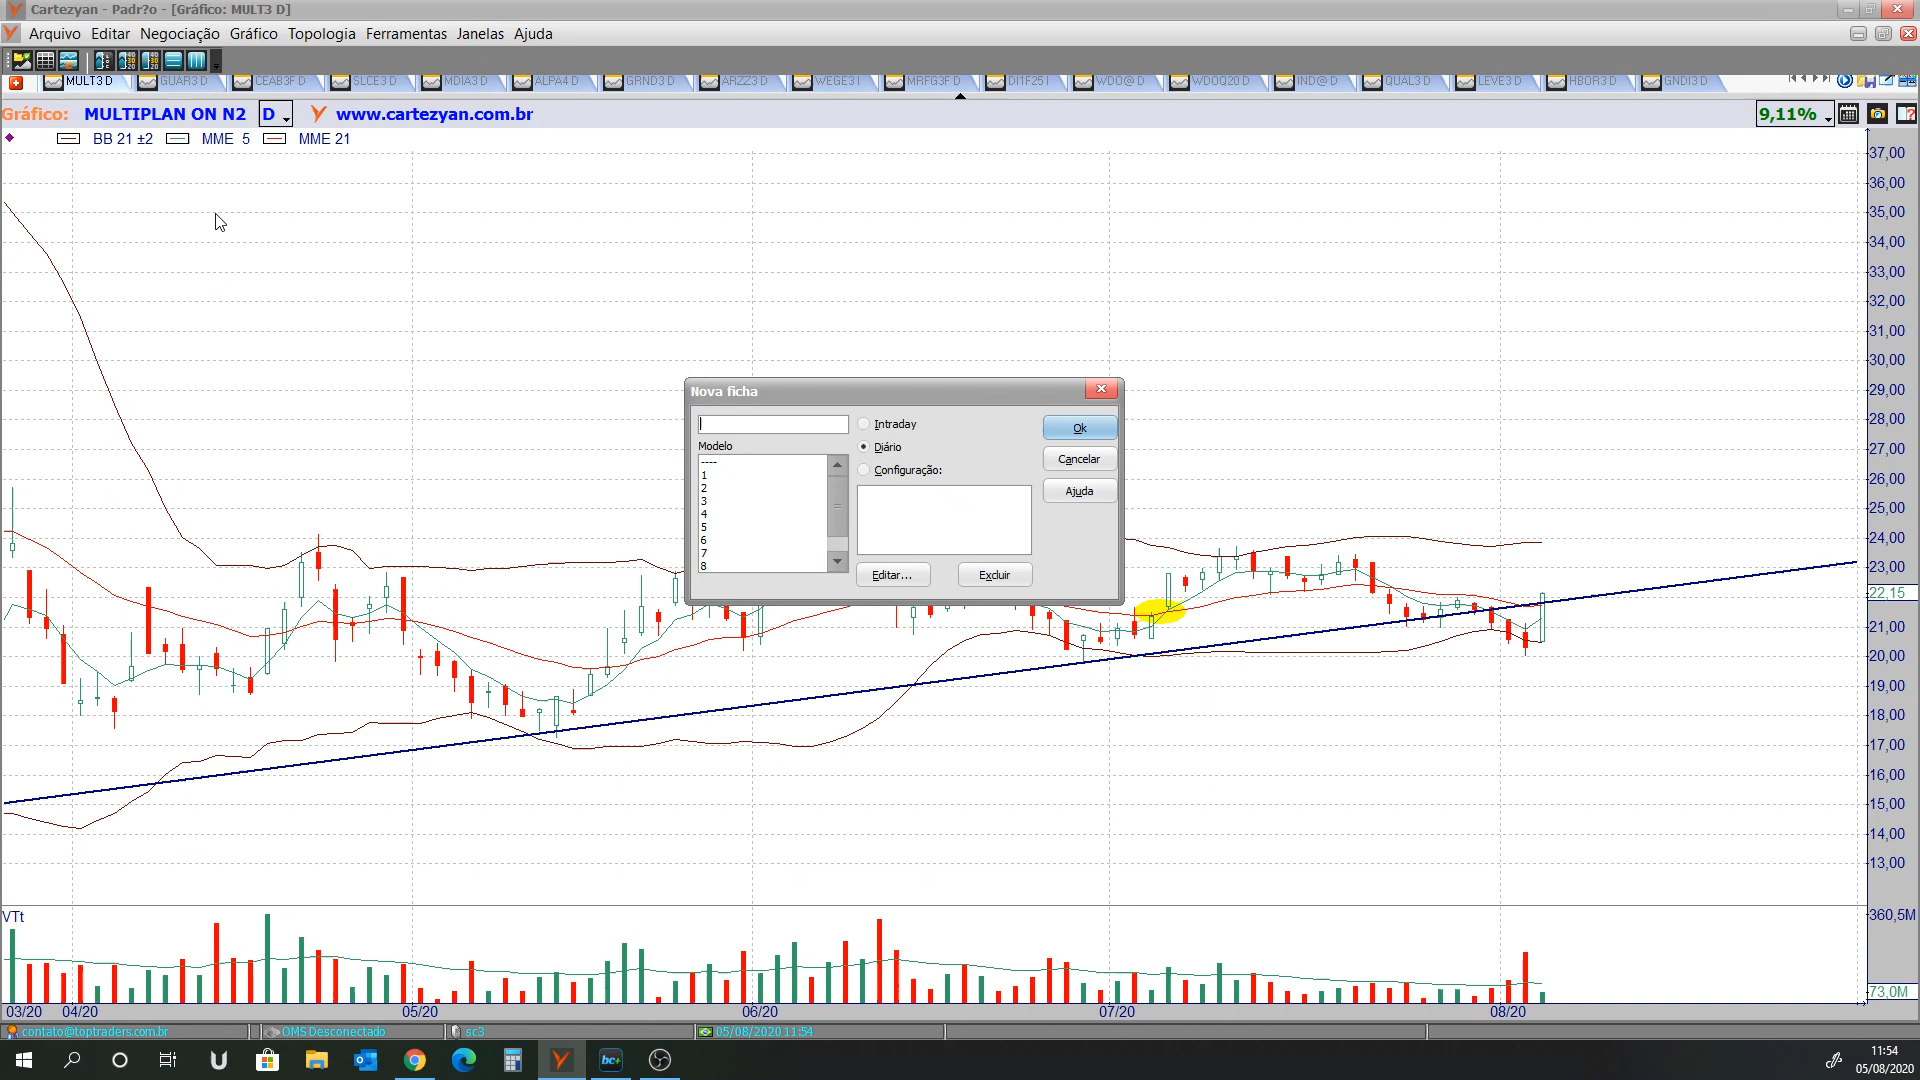 Cartezyan - Padr?o - [Gráfico: MULT3 D]
Arquivo Editar Negociação Gráfico Topologia Ferramentas Janelas Ajuda
MULT3 D GUAR3 D CEAB3F D SLCE3 D MDIA3 D ALPA4 D GRND3 D ARZZ3 D WEGE3 I MRFG3F D DI1F25 I WDO@ D WDOQ20 D IND@ D QUAL3 D LEVE3 D HBOR3 D GNDI3 D
Gráfico: MULTIPLAN ON N2 D www.cartezyan.com.br 9,11%
BB 21 ±2 MME 5 MME 21
37,00
36,00
35,00
34,00
33,00
32,00
31,00
30,00
29,00
28,00
27,00
26,00
25,00
24,00
23,00
22,15
21,00
20,00
19,00
18,00
17,00
16,00
15,00
14,00
13,00
Nova ficha
Intraday
Ok
Modelo
Diário
Cancelar
----
Configuração:
1
2
Ajuda
3
4
5
6
7
8
Editar...
Excluir
VTt
360,5M
73,0M
03/20 04/20 05/20 06/20 07/20 08/20
contato@toptraders.com.br OMS Desconectado sc3 05/08/2020 11:54
bc+
11:54
05/08/2020